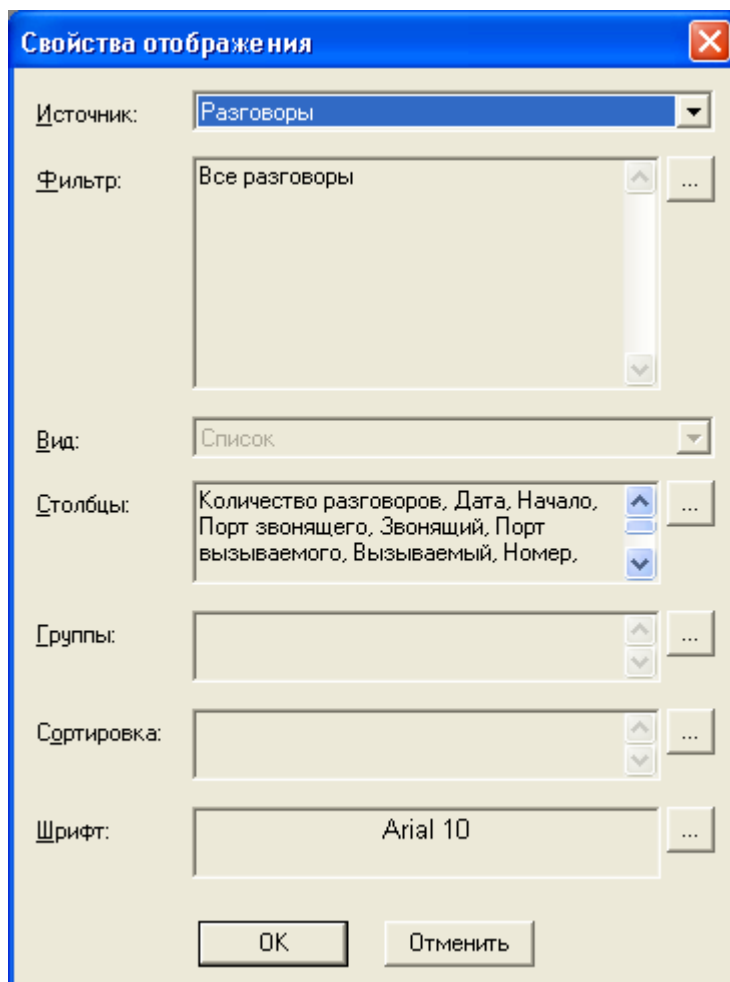 Свойства отображения
Источник: Разговоры
Фильтр: Все разговоры ...
Вид: Список
Столбцы: Количество разговоров, Дата, Начало, ...
Порт звонящего, Звонящий, Порт
вызываемого, Вызываемый, Номер,
Группы: ...
Сортировка: ...
Шрифт: Arial 10 ...
OK Отменить